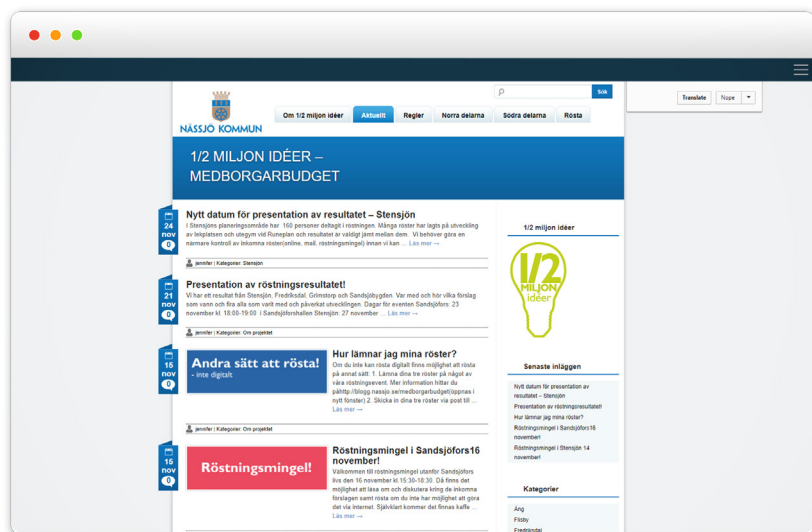 Sök
Translate
Nope
NÄSSJÖ KOMMUN
Om 1/2 miljon idéer
Aktuellt
Regler
Norra delarna
Södra delarna
Rösta
1/2 MILJON IDÉER –
MEDBORGARBUDGET
24
nov
0
Nytt datum för presentation av resultatet – Stensjön
I Stensjöns planeringsområde har 160 personer deltagit i röstningen. Många röster har lagts på utveckling
av lekplatsen och utegym vid Runeplan och resultatet är väldigt jämt mellan dem. Vi behöver göra en
närmare kontroll av inkomna röster(online, mail, röstningsmingel) innan vi kan … Läs mer →
jennifer | Kategorier: Stensjön
21
nov
0
Presentation av röstningsresultatet!
Vi har ett resultat från Stensjön, Fredriksdal, Grimstorp och Sandsjöbygden. Var med och hör vilka förslag
som vann och fira alla som varit med och påverkat utvecklingen. Dagar för eventen Sandsjöfors: 23
november kl. 18:00-19:00 i Sandsjöforshallen Stensjön: 27 november … Läs mer →
jennifer | Kategorier: Om projektet
15
nov
0
Andra sätt att rösta!
- inte digitalt
Hur lämnar jag mina röster?
Om du inte kan rösta digitalt finns möjlighet att rösta
på annat sätt: 1. Lämna dina tre röster på något av
våra röstningsevent. Mer information hittar du
påhttp://blogg.nassjo.se/medborgarbudget(öppnas i
nytt fönster) 2. Skicka in dina tre röster via post till …
Läs mer →
jennifer | Kategorier: Om projektet
15
nov
0
Röstningsmingel!
Röstningsmingel i Sandsjöfors16
november!
Välkommen till röstningsmingel utanför Sandsjöfors
livs den 16 november kl.15:30-18:30. Då finns det
möjlighet att läsa om och diskutera kring de inkomna
förslagen samt rösta om du inte har möjlighet att göra
det via internet. Självklart kommer det finnas kaffe …
Läs mer →
1/2 miljon idéer
1/2
MILJON
idéer
Senaste inläggen
Nytt datum för presentation av
resultatet – Stensjön
Presentation av röstningsresultatet!
Hur lämnar jag mina röster?
Röstningsmingel i Sandsjöfors16
november!
Röstningsmingel i Stensjön 14
november!
Kategorier
Äng
Flisby
Fredriksdal